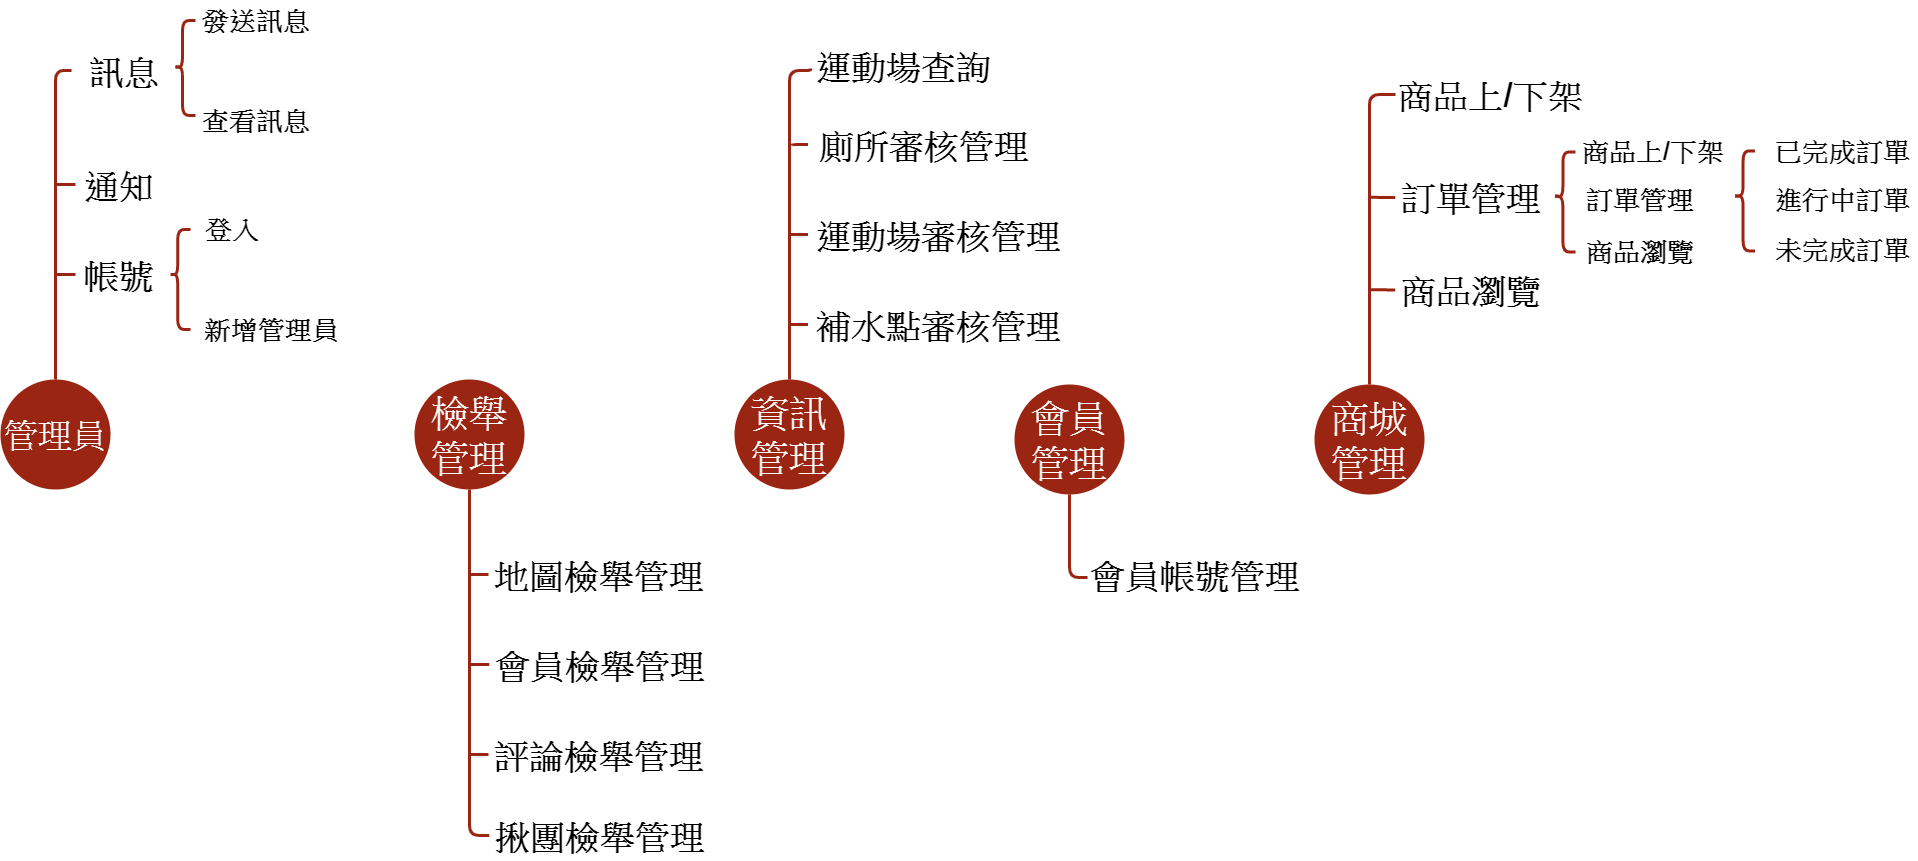 發送訊息
訊息
查看訊息
通知
登入
帳號
新增管理員
管理員
檢舉
管理
地圖檢舉管理
會員檢舉管理
評論檢舉管理
揪團檢舉管理
運動場查詢
廁所審核管理
運動場審核管理
補水點審核管理
資訊
管理
會員
管理
會員帳號管理
商品上/下架
訂單管理
商品上/下架
訂單管理
商品瀏覽
已完成訂單
進行中訂單
未完成訂單
商品瀏覽
商城
管理